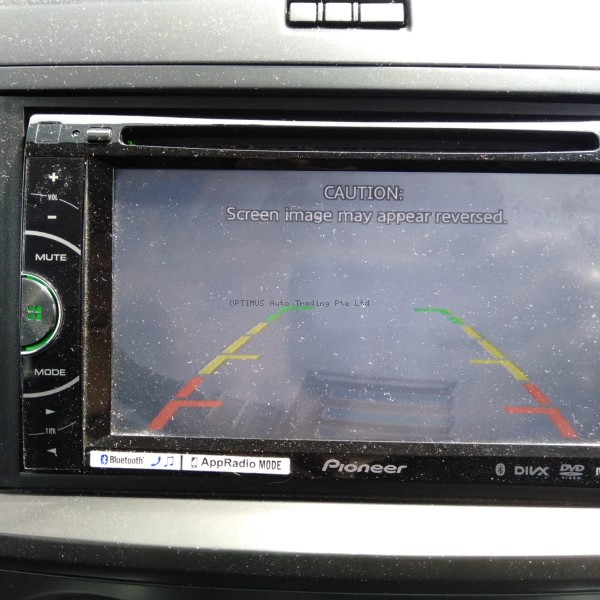 +
VOL
-
MUTE
MODE
CAUTION:
Screen image may appear reversed.
OPTIMUS Auto Trading Pte Ltd
Bluetooth
AppRadio MODE
Pioneer
DIVX
DVD
VIDEO